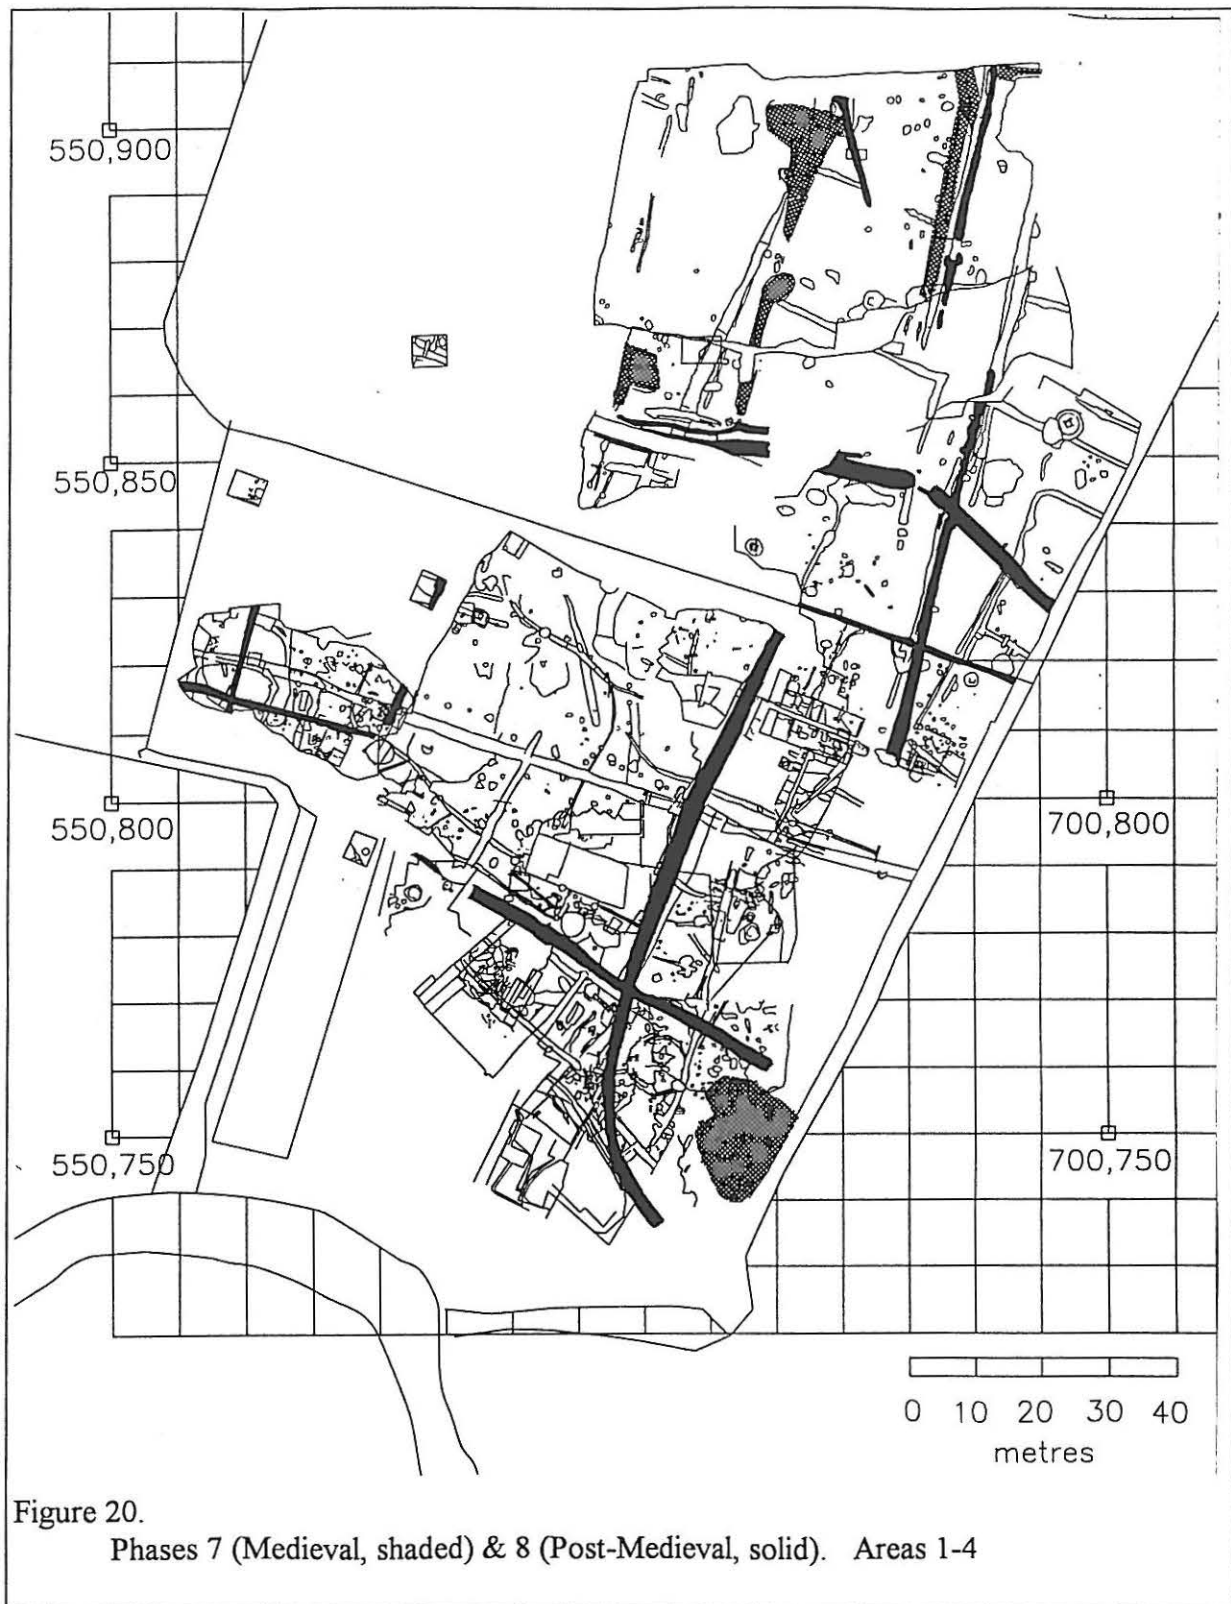 550,900
550,850
550,800
700,800
550,750
700,750
0 10 20 30 40
metres
Figure 20.
Phases 7 (Medieval, shaded) & 8 (Post-Medieval, solid). Areas 1-4